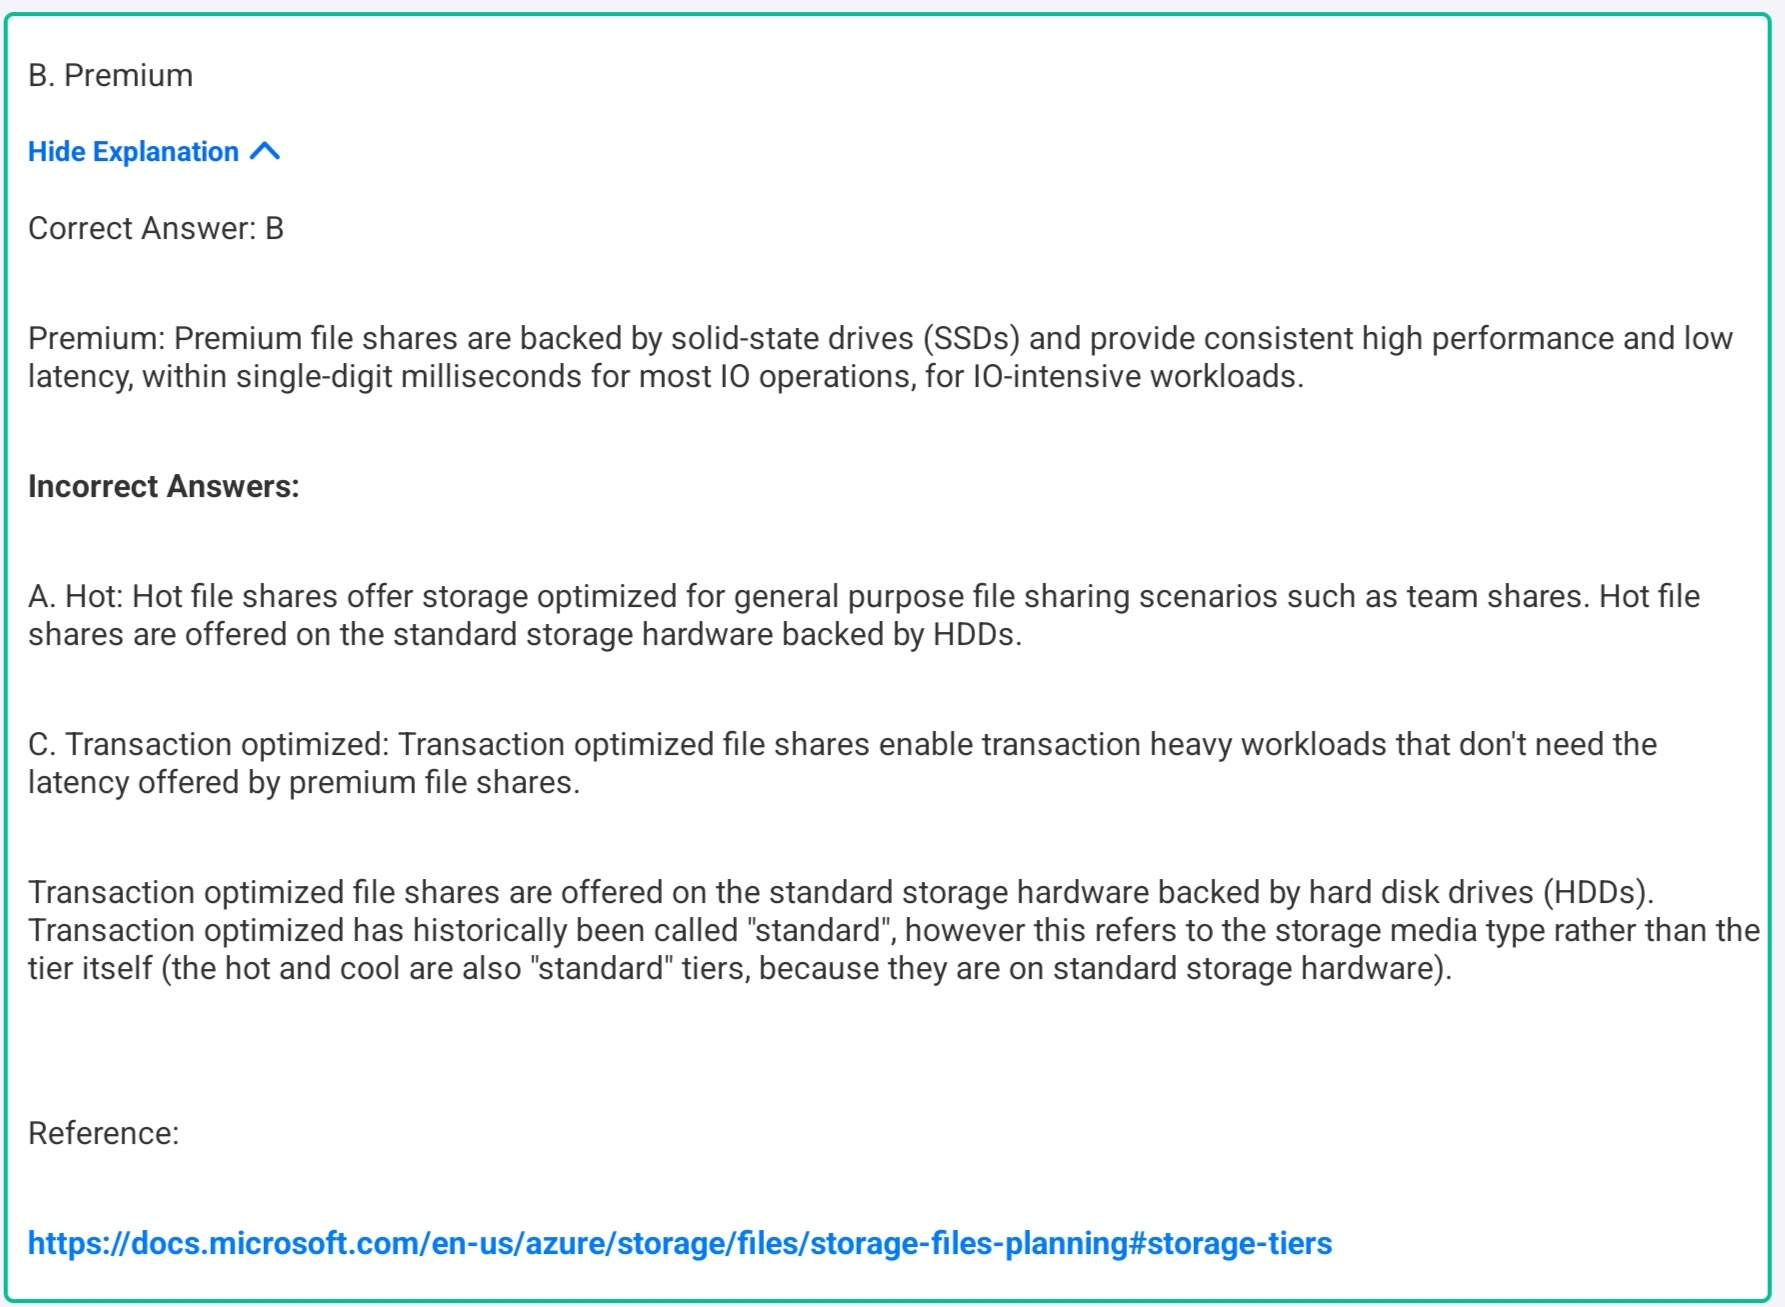 B. Premium
Hide Explanation
Correct Answer: B
Premium: Premium file shares are backed by solid-state drives (SSDs) and provide consistent high performance and low
latency, within single-digit milliseconds for most IO operations, for IO-intensive workloads.
Incorrect Answers:
A. Hot: Hot file shares offer storage optimized for general purpose file sharing scenarios such as team shares. Hot file
shares are offered on the standard storage hardware backed by HDDs.
C. Transaction optimized: Transaction optimized file shares enable transaction heavy workloads that don't need the
latency offered by premium file shares.
Transaction optimized file shares are offered on the standard storage hardware backed by hard disk drives (HDDs).
Transaction optimized has historically been called "standard", however this refers to the storage media type rather than the
tier itself (the hot and cool are also "standard" tiers, because they are on standard storage hardware).
Reference:
https://docs.microsoft.com/en-us/azure/storage/files/storage-files-planning#storage-tiers